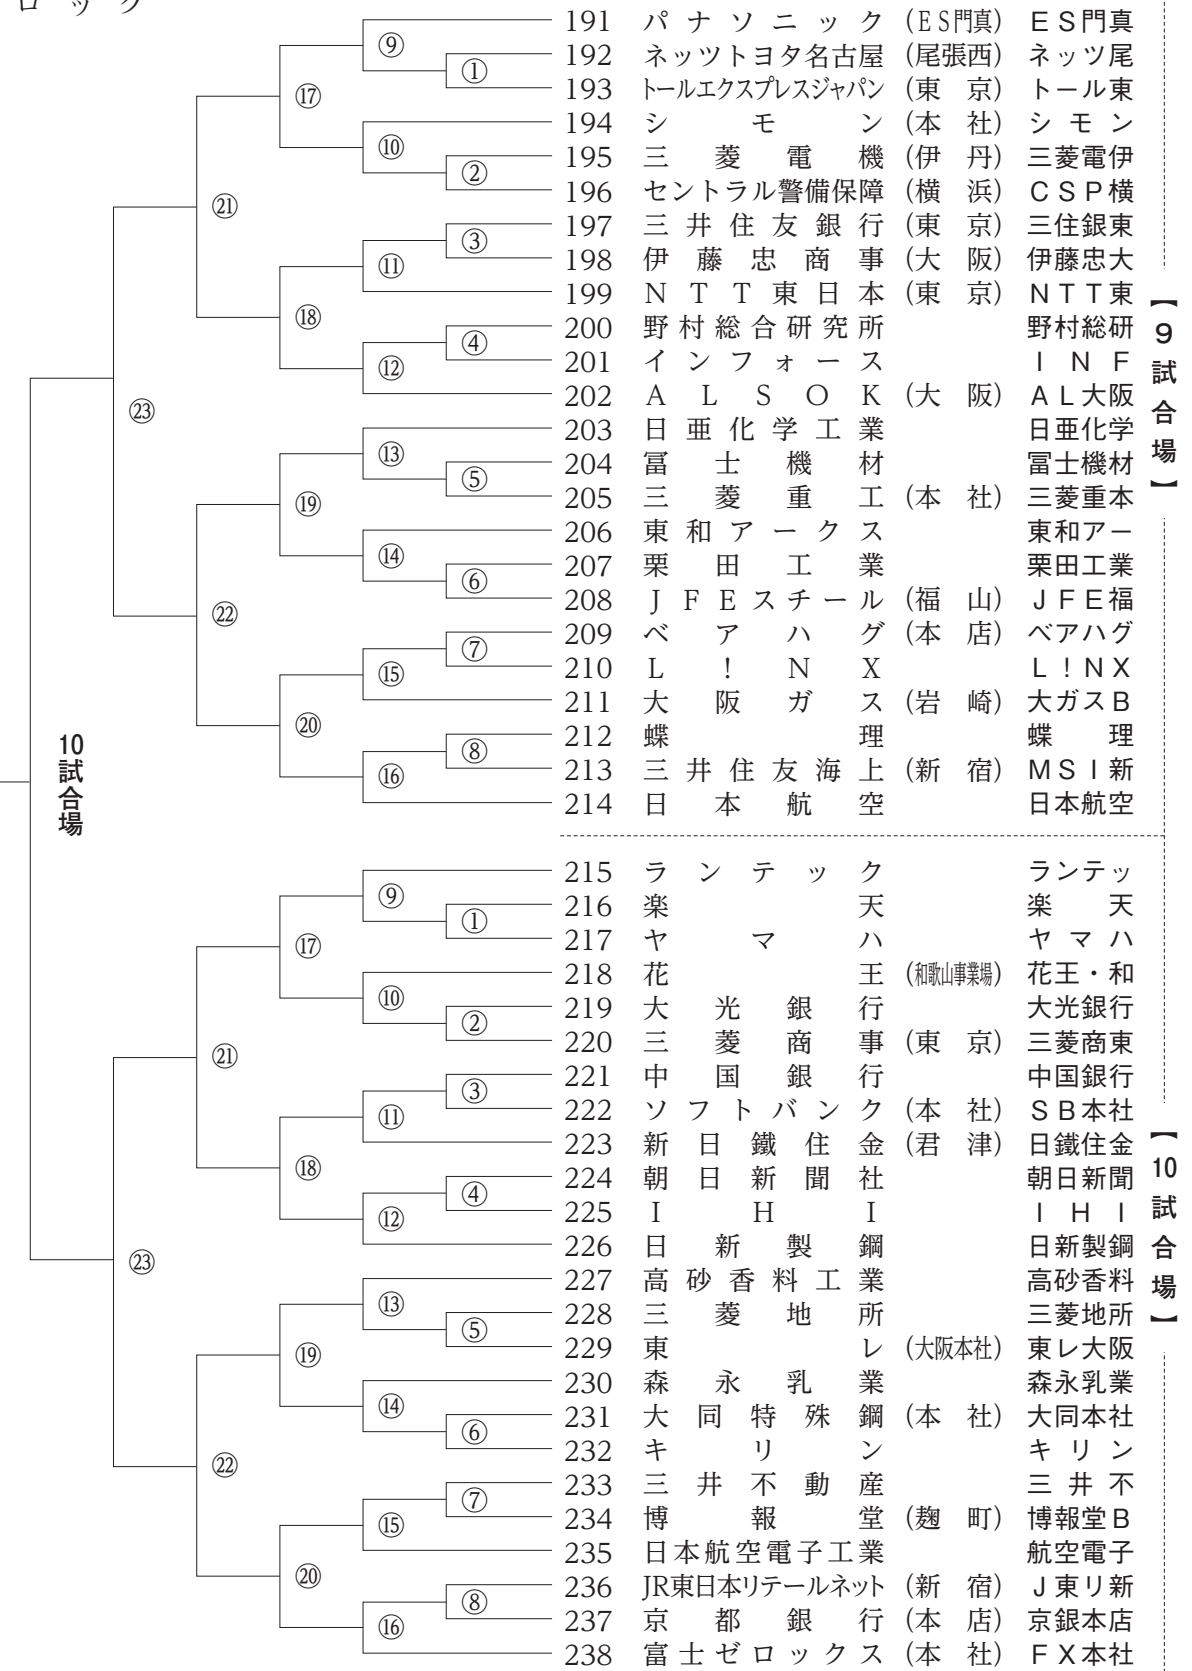 ロック
191 パナソニック (ES門真) ES門真
192 ネッツトヨタ名古屋 (尾張西) ネッツ尾
193 トールエクスプレスジャパン (東京) トール東
194 シモン (本社) シモン
195 三菱電機 (伊丹) 三菱電伊
196 セントラル警備保障 (横浜) CSP横
197 三井住友銀行 (東京) 三住銀東
198 伊藤忠商事 (大阪) 伊藤忠大
199 NTT東日本 (東京) NTT東
200 野村総合研究所 野村総研
201 インフォース INF
202 ALSOK (大阪) AL大阪
203 日亜化学工業 日亜化学
204 冨士機材 冨士機材
205 三菱重工 (本社) 三菱重本
206 東和アークス 東和アー
207 栗田工業 栗田工業
208 JFEスチール (福山) JFE福
209 ベアハグ (本店) ベアハグ
210 L!NX L!NX
211 大阪ガス (岩崎) 大ガスB
212 蝶理 蝶理
213 三井住友海上 (新宿) MSI新
214 日本航空 日本航空
⑨
①
⑰
⑩
②
㉑
③
⑪
⑱
④
⑫
㉓
⑬
⑤
⑲
⑭
⑥
㉒
⑦
⑮
⑳
⑧
⑯
【9試合場】
10試合場
215 ランテック ランテッ
216 楽天 楽天
217 ヤマハ ヤマハ
218 花王 (和歌山事業場) 花王・和
219 大光銀行 大光銀行
220 三菱商事 (東京) 三菱商東
221 中国銀行 中国銀行
222 ソフトバンク (本社) SB本社
223 新日鐵住金 (君津) 日鐵住金
224 朝日新聞社 朝日新聞
225 IHI IHI
226 日新製鋼 日新製鋼
227 高砂香料工業 高砂香料
228 三菱地所 三菱地所
229 東レ (大阪本社) 東レ大阪
230 森永乳業 森永乳業
231 大同特殊鋼 (本社) 大同本社
232 キリン キリン
233 三井不動産 三井不
234 博報堂 (麹町) 博報堂B
235 日本航空電子工業 航空電子
236 JR東日本リテールネット (新宿) J東リ新
237 京都銀行 (本店) 京銀本店
238 富士ゼロックス (本社) FX本社
⑨
①
⑰
⑩
②
㉑
③
⑪
⑱
④
⑫
㉓
⑬
⑤
⑲
⑭
⑥
㉒
⑦
⑮
⑳
⑧
⑯
【10試合場】